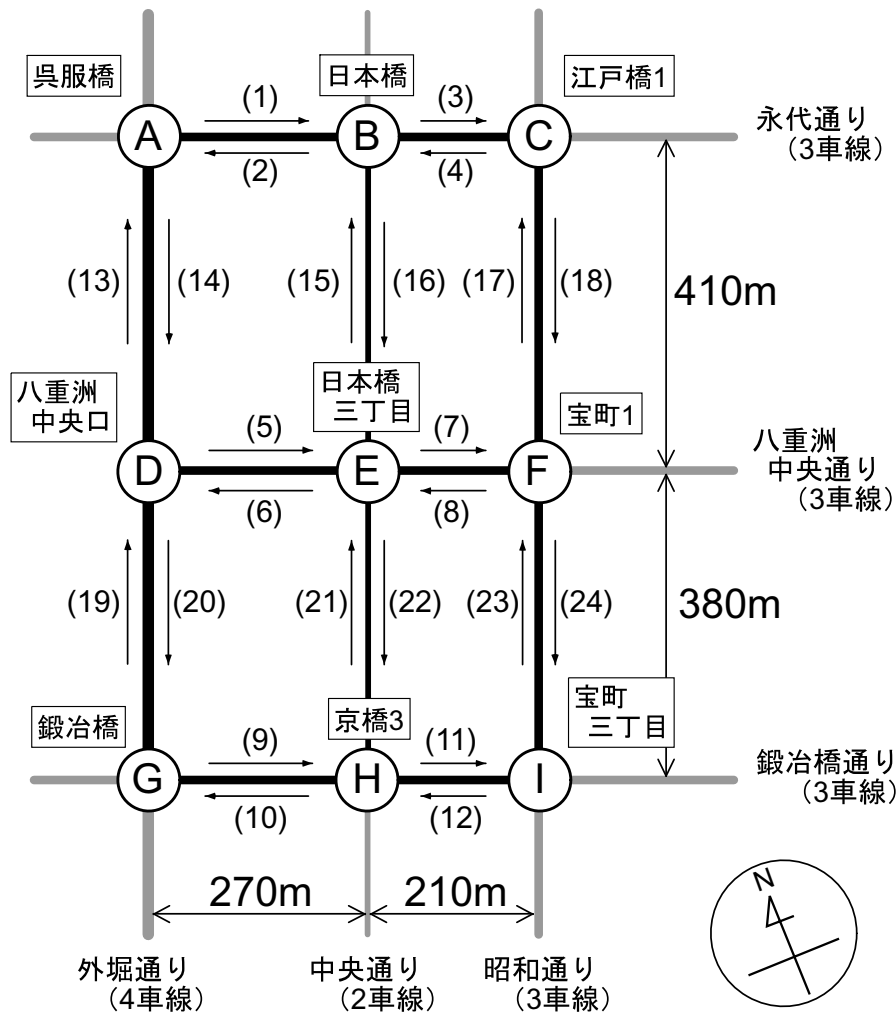 呉服橋
日本橋
江戸橋1
(1)
(3)
A
B
C
永代通り
(3車線)
(2)
(4)
(13)
(14)
(15)
(16)
(17)
(18)
410m
八重洲
中央口
日本橋
三丁目
宝町1
(5)
(7)
D
E
F
八重洲
中央通り
(3車線)
(6)
(8)
(19)
(20)
(21)
(22)
(23)
(24)
380m
鍛冶橋
京橋3
宝町
三丁目
(9)
(11)
G
H
I
鍛冶橋通り
(3車線)
(10)
(12)
270m
210m
N
外堀通り
(4車線)
中央通り
(2車線)
昭和通り
(3車線)